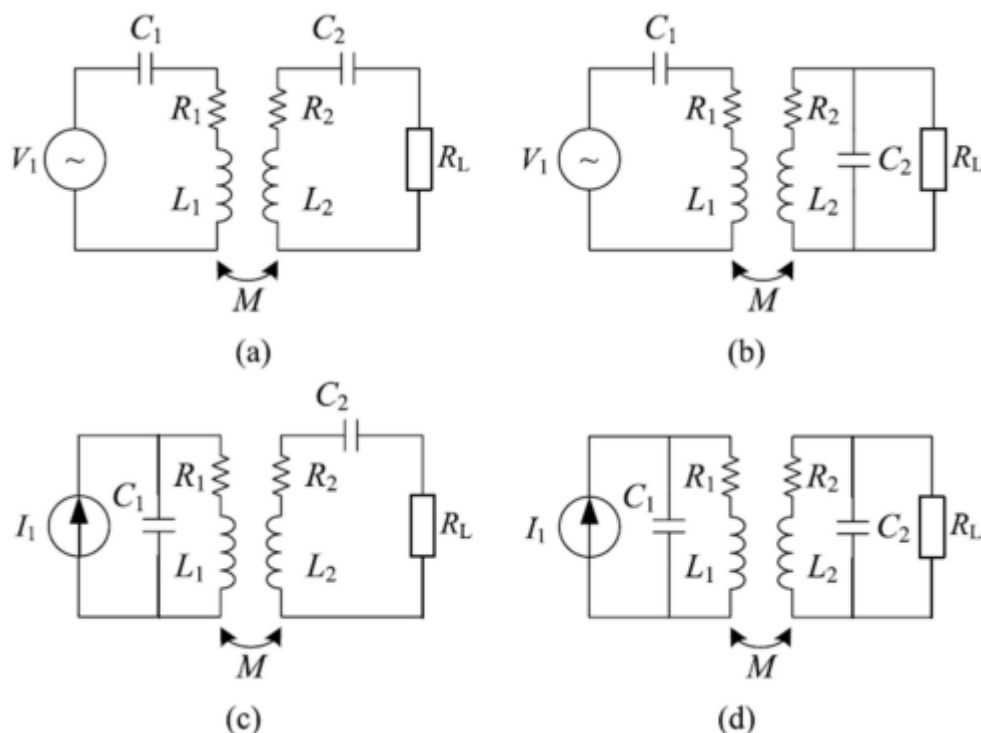 C1 C2
V1 ~ R1 R2 RL
L1 L2
M
(a)
C1
V1 ~ R1 R2 C2 RL
L1 L2
M
(b)
C2
I1 C1 R1 R2 RL
L1 L2
M
(c)
I1 C1 R1 R2 C2 RL
L1 L2
M
(d)